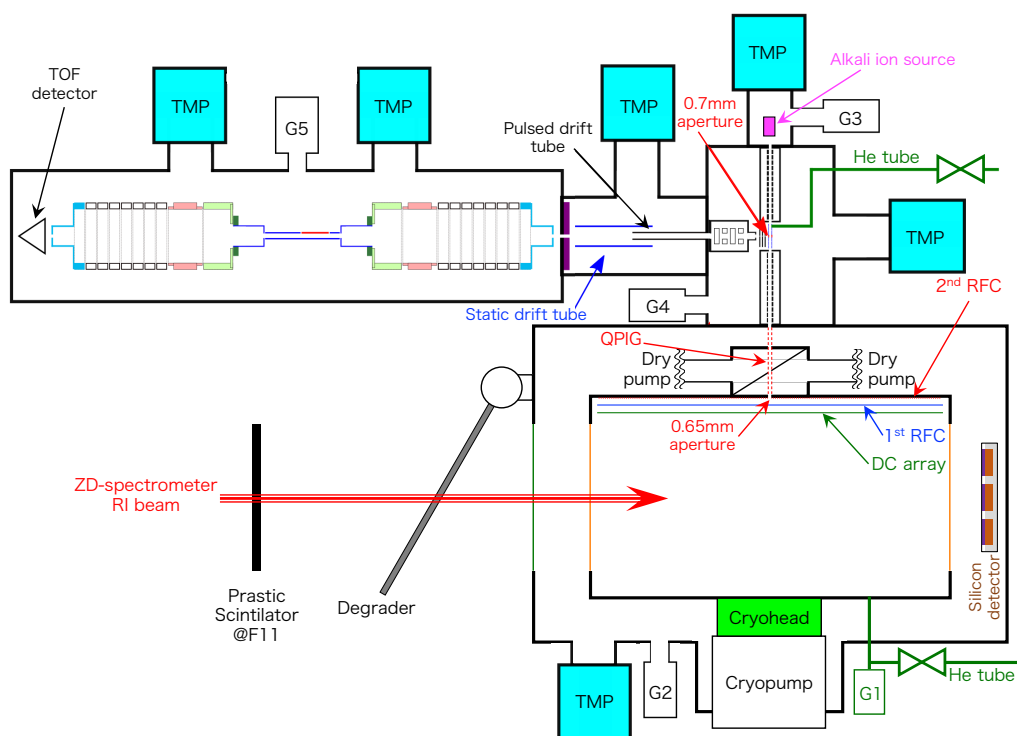 TMP
Alkali ion source
TOF
detector
TMP
TMP
TMP
0.7mm
aperture
G3
G5
Pulsed drift
tube
He tube
TMP
2nd RFC
G4
Static drift tube
QPIG
Dry
pump
Dry
pump
0.65mm
aperture
1st RFC
DC array
ZD-spectrometer
RI beam
Silicon
detector
Prastic
Scintilator
@F11
Degrader
Cryohead
Cryopump
TMP
G2
G1
He tube